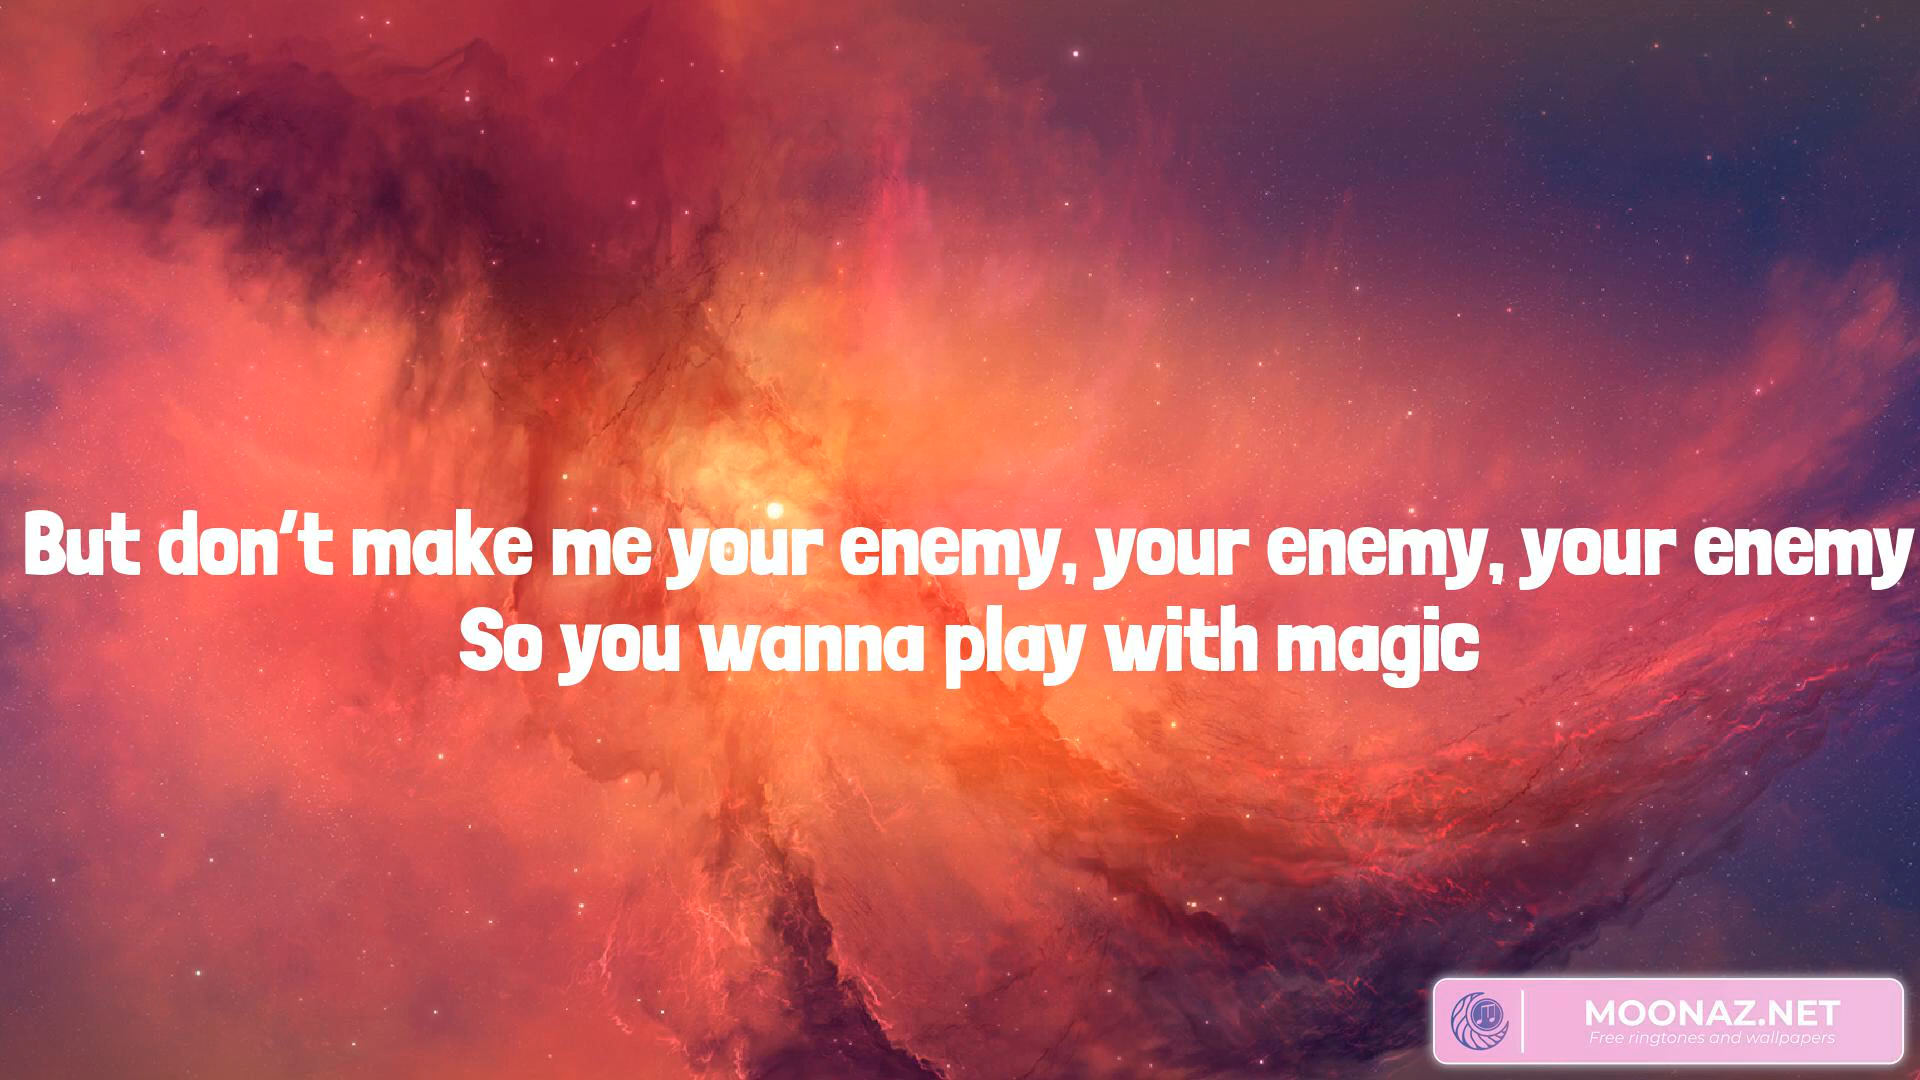 But don't make me your enemy, your enemy, your enemy
So you wanna play with magic
MOONAZ.NET
Free ringtones and wallpapers